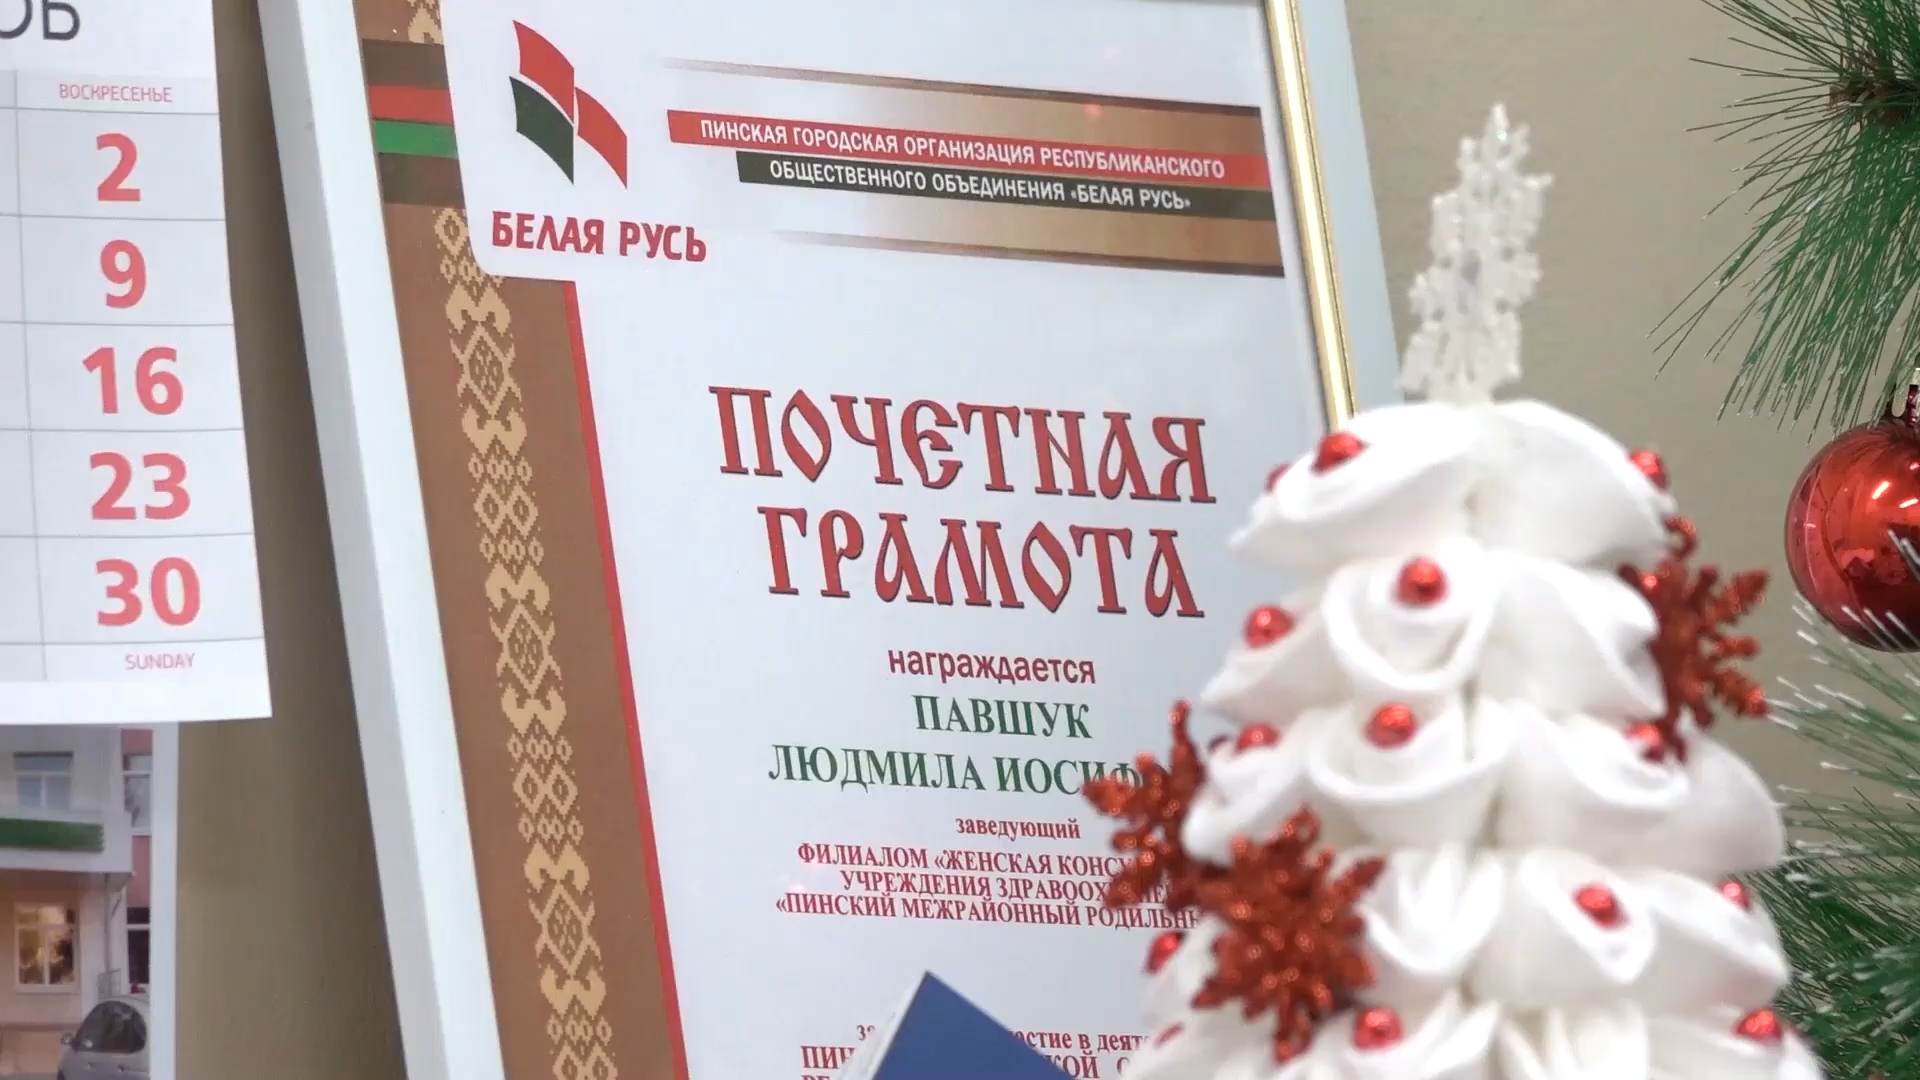 ВОСКРЕСЕНЬЕ
2
9
16
23
30
SUNDAY
БЕЛАЯ РУСЬ
ПИНСКАЯ ГОРОДСКАЯ ОРГАНИЗАЦИЯ РЕСПУБЛИКАНСКОГО
ОБЩЕСТВЕННОГО ОБЪЕДИНЕНИЯ «БЕЛАЯ РУСЬ»
ПОЧЕТНАЯ
ГРАМОТА
награждается
ПАВШУК
ЛЮДМИЛА
заведующий
ФИЛИАЛОМ «ЖЕНСКАЯ
УЧРЕЖДЕНИЯ
«ПИНСКИЙ МЕЖРАЙОННЫЙ
в